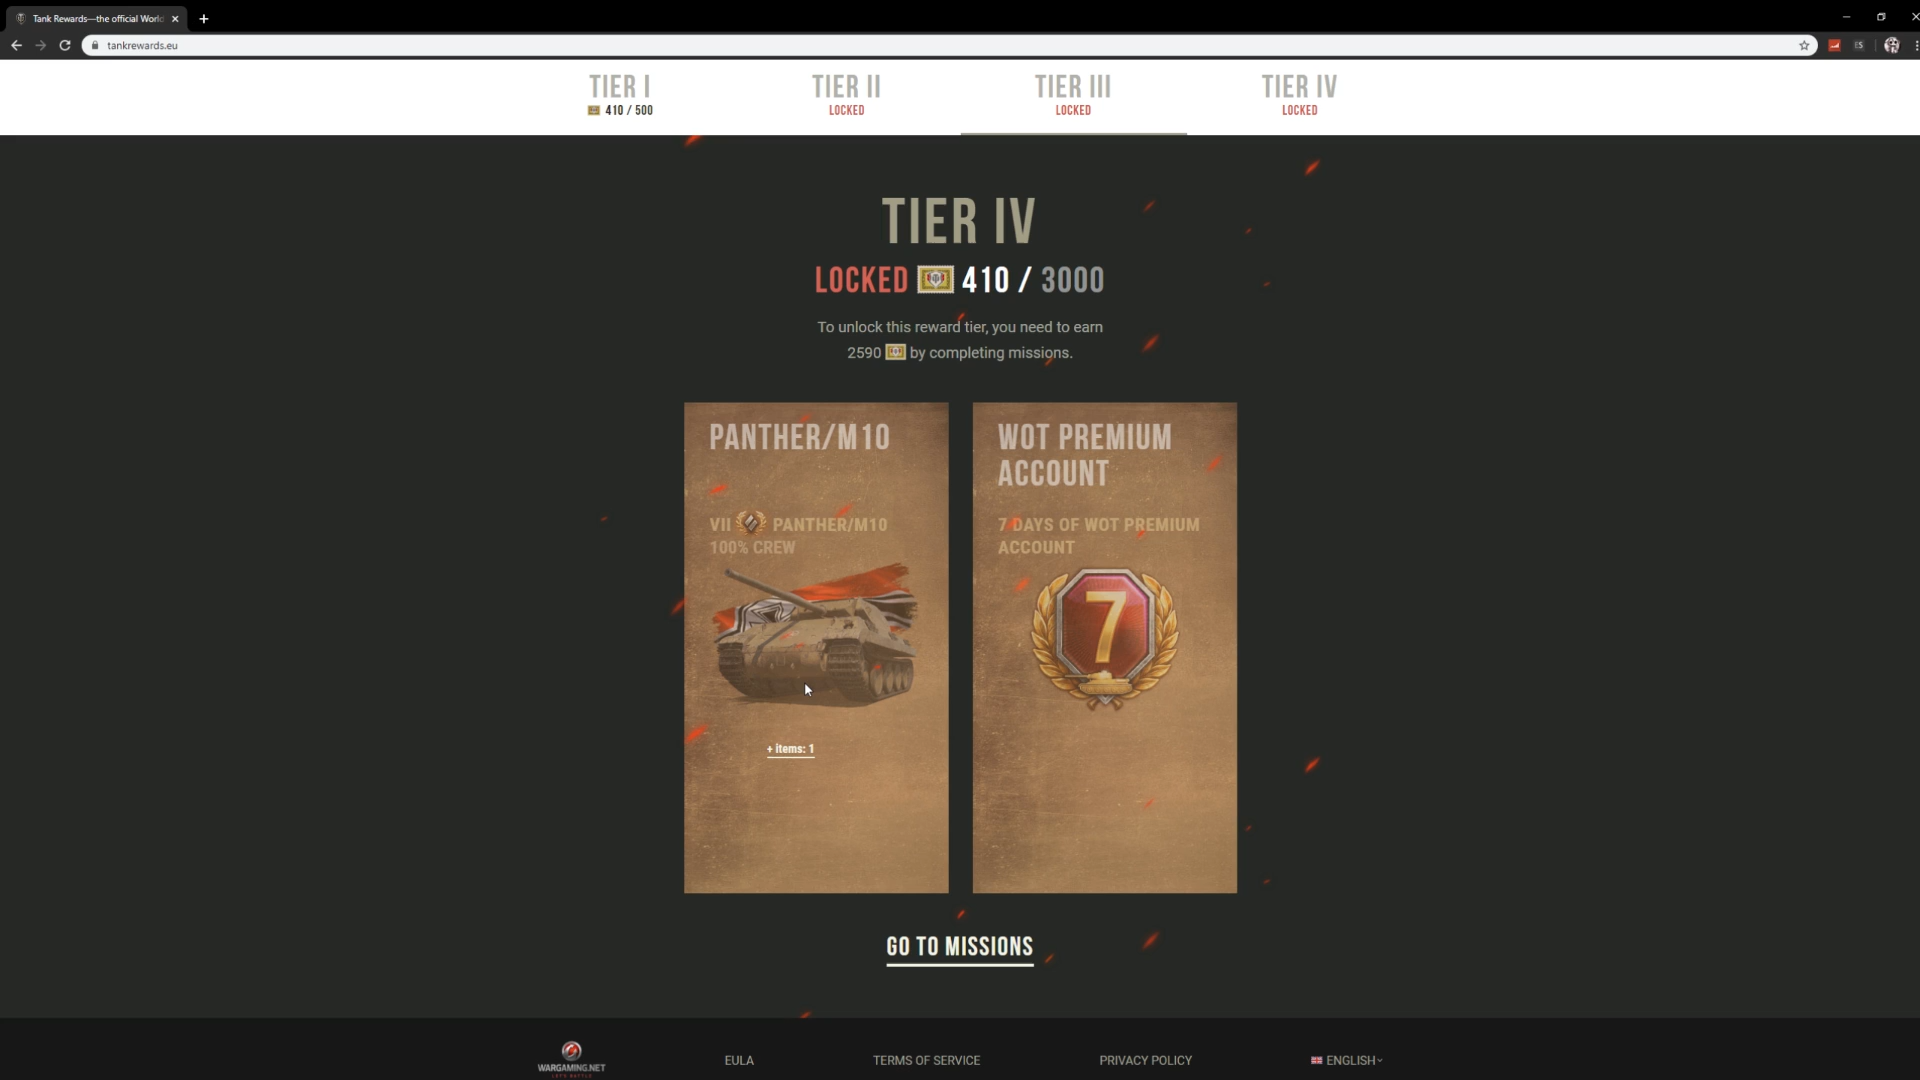 Tank Rewards—the official World
tankrewards.eu
TIER I
410 / 500
TIER II
LOCKED
TIER III
LOCKED
TIER IV
LOCKED
TIER IV
LOCKED 410 / 3000
To unlock this reward tier, you need to earn
2590 by completing missions.
PANTHER/M10
VII PANTHER/M10
100% CREW
+ items: 1
WOT PREMIUM
ACCOUNT
7 DAYS OF WOT PREMIUM
ACCOUNT
7
GO TO MISSIONS
WARGAMING.NET
LET'S BATTLE
EULA
TERMS OF SERVICE
PRIVACY POLICY
ENGLISH